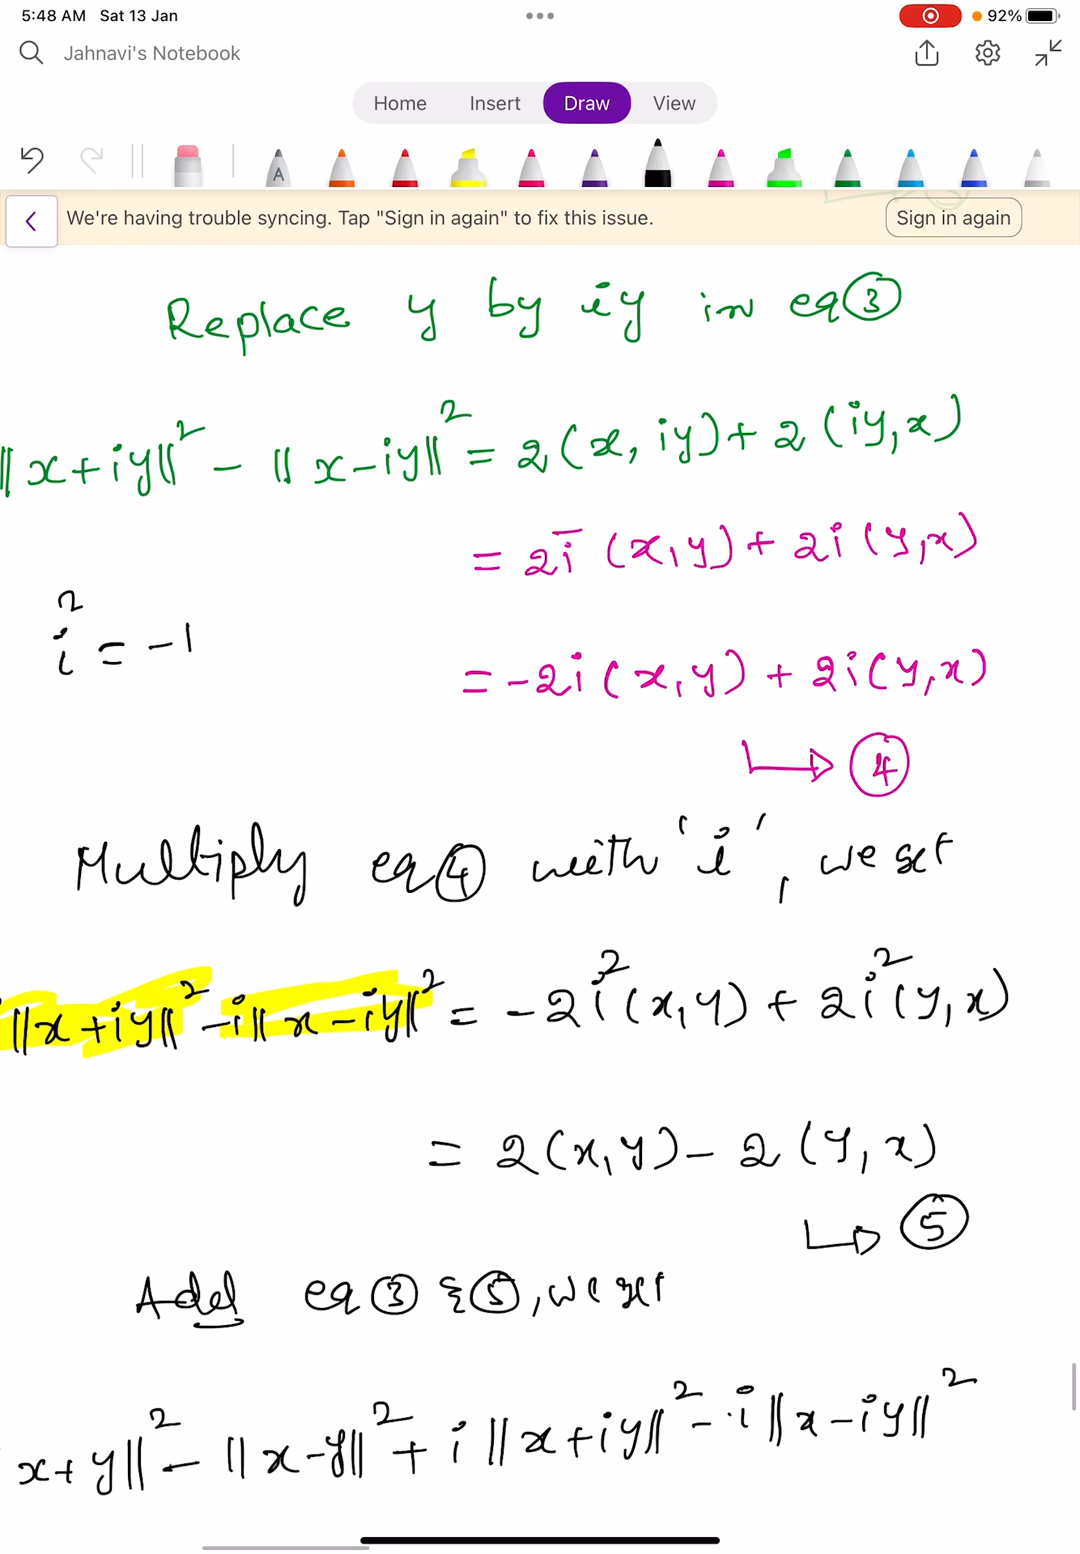 5:48 AM Sat 13 Jan
92%
Jahnavi's Notebook
Home Insert Draw View
A
We're having trouble syncing. Tap "Sign in again" to fix this issue. Sign in again
Replace y by iy in eq ③
||x+iy||² - ||x-iy||² = 2(x, iy) + 2(iy, x)
= 2i̅ (x,y) + 2i (y,x)
i² = -1
= -2i (x,y) + 2i(y,x)
↳ ④
Multiply eq ④ with 'i', we get
||x+iy||² - i||x-iy||² = -2i²(x,y) + 2i²(y,x)
= 2(x,y) - 2(y,x)
↳ ⑤
Add eq ③ & ⑤, we get
x+y||² - ||x-y||² + i||x+iy||² - i||x-iy||²